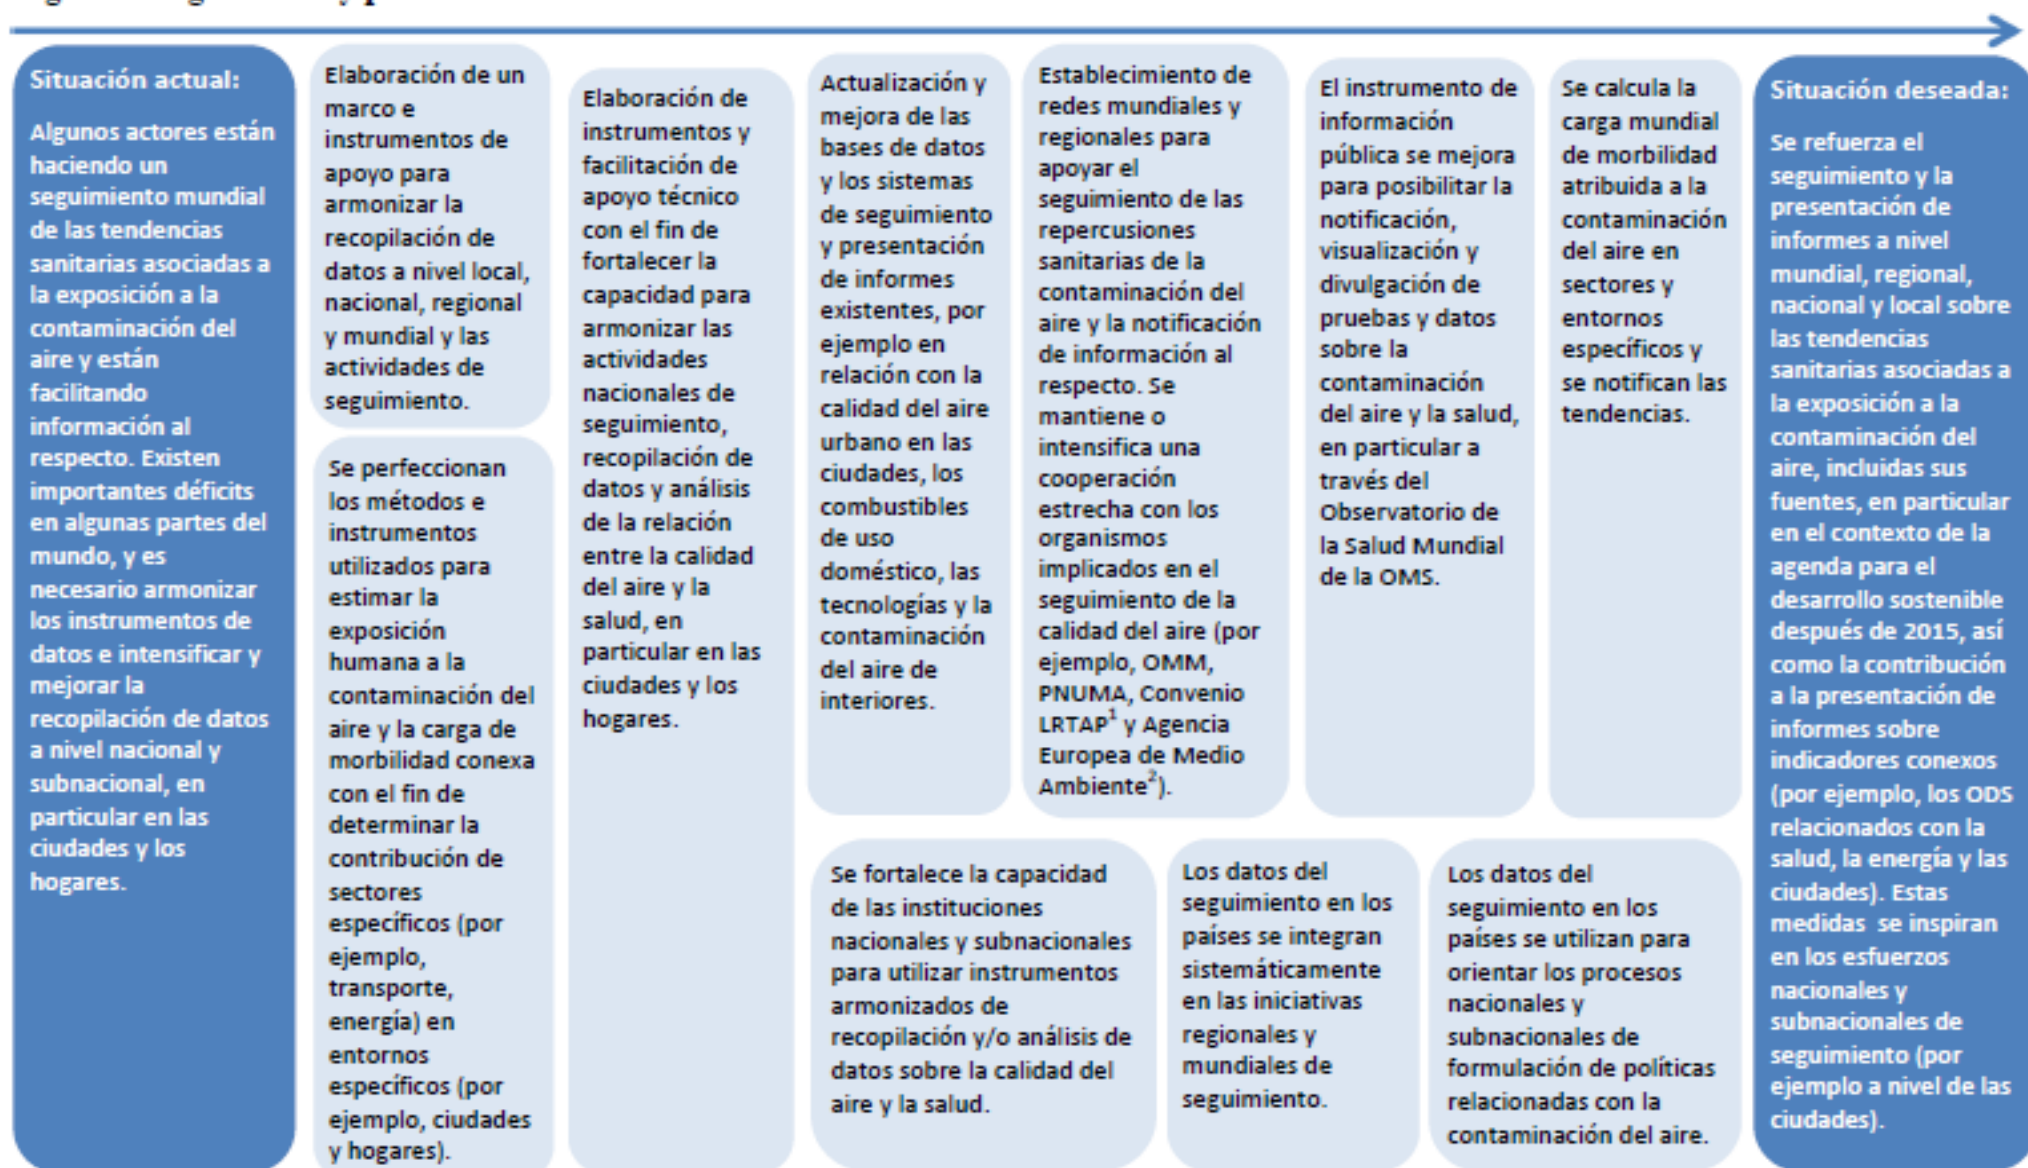 Situación actual:
Algunos actores están
haciendo un
seguimiento mundial
de las tendencias
sanitarias asociadas a
la exposición a la
contaminación del
aire y están
facilitando
información al
respecto. Existen
importantes déficits
en algunas partes del
mundo, y es
necesario armonizar
los instrumentos de
datos e intensificar y
mejorar la
recopilación de datos
a nivel nacional y
subnacional, en
particular en las
ciudades y los
hogares.
Elaboración de un
marco e
instrumentos de
apoyo para
armonizar la
recopilación de
datos a nivel local,
nacional, regional
y mundial y las
actividades de
seguimiento.
Se perfeccionan
los métodos e
instrumentos
utilizados para
estimar la
exposición
humana a la
contaminación del
aire y la carga de
morbilidad conexa
con el fin de
determinar la
contribución de
sectores
específicos (por
ejemplo,
transporte,
energía) en
entornos
específicos (por
ejemplo, ciudades
y hogares).
Elaboración de
instrumentos y
facilitación de
apoyo técnico
con el fin de
fortalecer la
capacidad para
armonizar las
actividades
nacionales de
seguimiento,
recopilación de
datos y análisis
de la relación
entre la calidad
del aire y la
salud, en
particular en las
ciudades y los
hogares.
Actualización y
mejora de las
bases de datos
y los sistemas
de seguimiento
y presentación
de informes
existentes, por
ejemplo en
relación con la
calidad del aire
urbano en las
ciudades, los
combustibles
de uso
doméstico, las
tecnologías y la
contaminación
del aire de
interiores.
Establecimiento de
redes mundiales y
regionales para
apoyar el
seguimiento de las
repercusiones
sanitarias de la
contaminación del
aire y la notificación
de información al
respecto. Se
mantiene o
intensifica una
cooperación
estrecha con los
organismos
implicados en el
seguimiento de la
calidad del aire (por
ejemplo, OMM,
PNUMA, Convenio
LRTAP¹ y Agencia
Europea de Medio
Ambiente²).
El instrumento de
información
pública se mejora
para posibilitar la
notificación,
visualización y
divulgación de
pruebas y datos
sobre la
contaminación
del aire y la salud,
en particular a
través del
Observatorio de
la Salud Mundial
de la OMS.
Se calcula la
carga mundial
de morbilidad
atribuida a la
contaminación
del aire en
sectores y
entornos
específicos y
se notifican las
tendencias.
Se fortalece la capacidad
de las instituciones
nacionales y subnacionales
para utilizar instrumentos
armonizados de
recopilación y/o análisis de
datos sobre la calidad del
aire y la salud.
Los datos del
seguimiento en los
países se integran
sistemáticamente
en las iniciativas
regionales y
mundiales de
seguimiento.
Los datos del
seguimiento en los
países se utilizan para
orientar los procesos
nacionales y
subnacionales de
formulación de políticas
relacionadas con la
contaminación del aire.
Situación deseada:
Se refuerza el
seguimiento y la
presentación de
informes a nivel
mundial, regional,
nacional y local sobre
las tendencias
sanitarias asociadas a
la exposición a la
contaminación del
aire, incluidas sus
fuentes, en particular
en el contexto de la
agenda para el
desarrollo sostenible
después de 2015, así
como la contribución
a la presentación de
informes sobre
indicadores conexos
(por ejemplo, los ODS
relacionados con la
salud, la energía y las
ciudades). Estas
medidas se inspiran
en los esfuerzos
nacionales y
subnacionales de
seguimiento (por
ejemplo a nivel de las
ciudades).